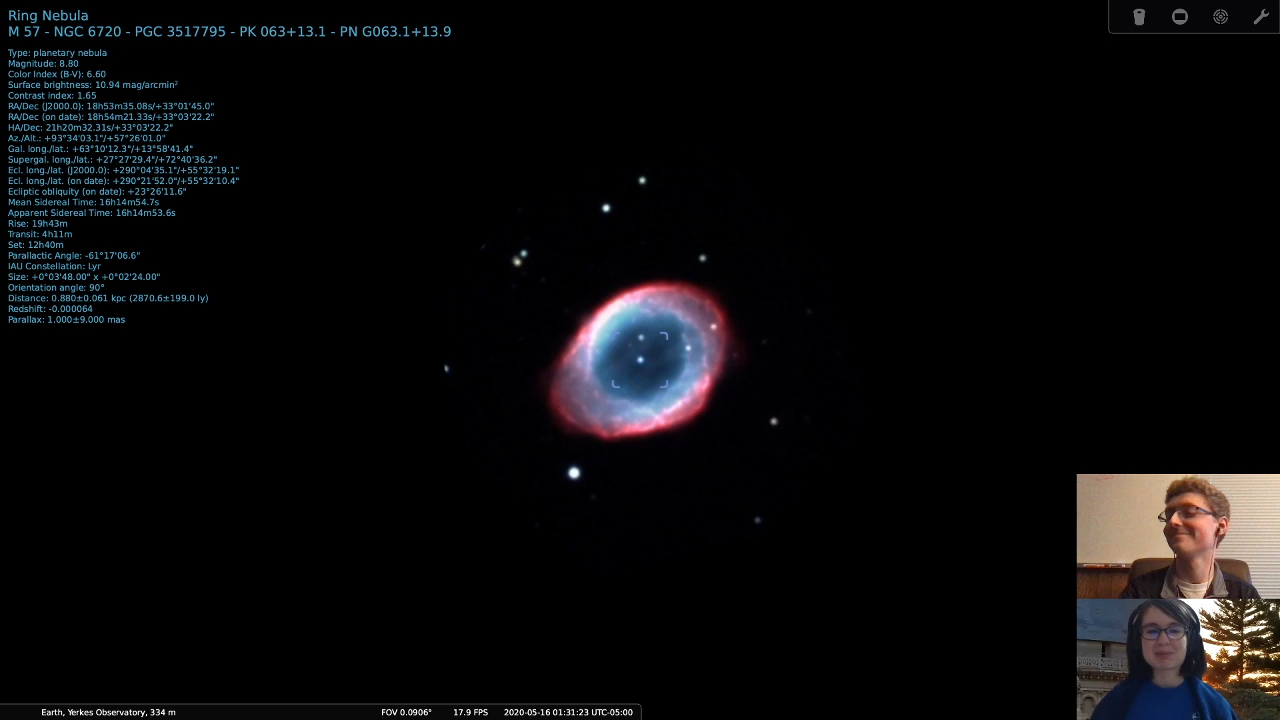 Ring Nebula
M 57 - NGC 6720 - PGC 3517795 - PK 063+13.1 - PN G063.1+13.9
Type: planetary nebula
Magnitude: 8.80
Color Index (B-V): 6.60
Surface brightness: 10.94 mag/arcmin²
Contrast index: 1.65
RA/Dec (J2000.0): 18h53m35.08s/+33°01'45.0"
RA/Dec (on date): 18h54m21.33s/+33°03'22.2"
HA/Dec: 21h20m32.31s/+33°03'22.2"
Az./Alt.: +93°34'03.1"/+57°26'01.0"
Gal. long./lat.: +63°10'12.3"/+13°58'41.4"
Supergal. long./lat.: +27°27'29.4"/+72°40'36.2"
Ecl. long./lat. (J2000.0): +290°04'35.1"/+55°32'19.1"
Ecl. long./lat. (on date): +290°21'52.0"/+55°32'10.4"
Ecliptic obliquity (on date): +23°26'11.6"
Mean Sidereal Time: 16h14m54.7s
Apparent Sidereal Time: 16h14m53.6s
Rise: 19h43m
Transit: 4h11m
Set: 12h40m
Parallactic Angle: -61°17'06.6"
IAU Constellation: Lyr
Size: +0°03'48.00" x +0°02'24.00"
Orientation angle: 90°
Distance: 0.880±0.061 kpc (2870.6±199.0 ly)
Redshift: -0.000064
Parallax: 1.000±9.000 mas
Earth, Yerkes Observatory, 334 m FOV 0.0906° 17.9 FPS 2020-05-16 01:31:23 UTC-05:00